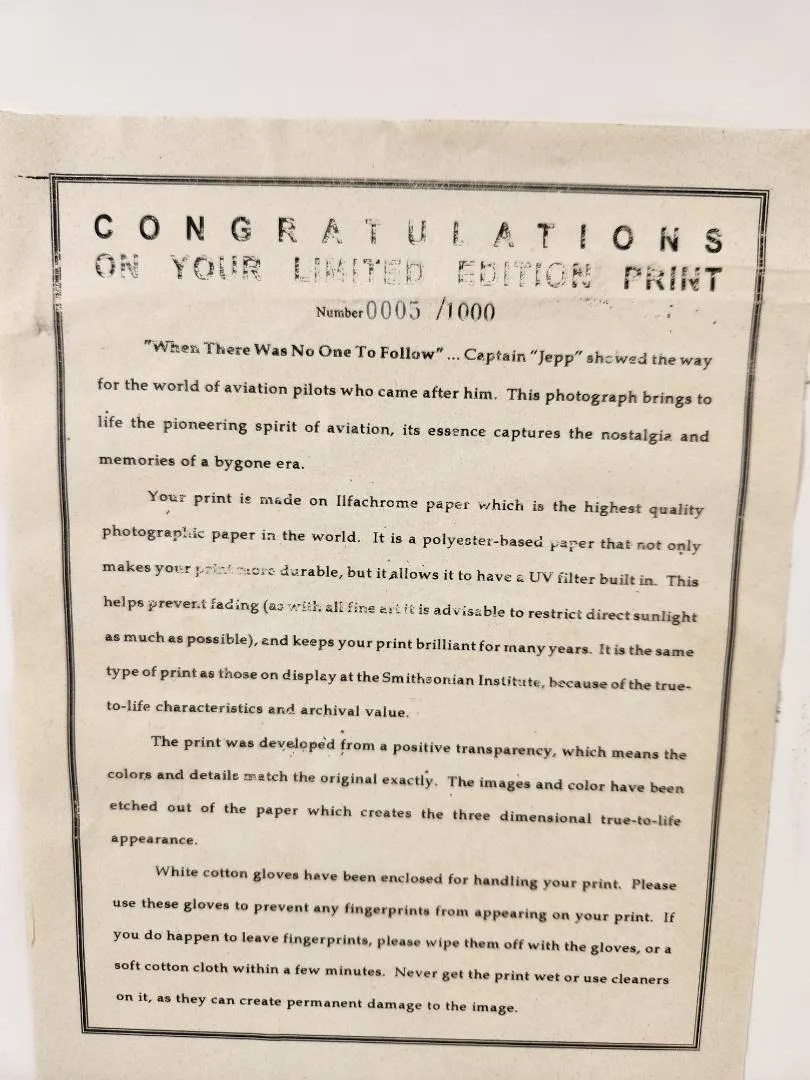 CONGRATULATIONS
ON YOUR LIMITED EDITION PRINT
Number 0005 /1000
"When There Was No One To Follow" ... Captain "Jepp" showed the way
for the world of aviation pilots who came after him. This photograph brings to
life the pioneering spirit of aviation, its essence captures the nostalgia and
memories of a bygone era.
Your print is made on Ilfachrome paper which is the highest quality
photographic paper in the world. It is a polyester-based paper that not only
makes your print more durable, but it allows it to have a UV filter built in. This
helps prevent fading (as with all fine art it is advisable to restrict direct sunlight
as much as possible), and keeps your print brilliant for many years. It is the same
type of print as those on display at the Smithsonian Institute, because of the true-
to-life characteristics and archival value.
The print was developed from a positive transparency, which means the
colors and details match the original exactly. The images and color have been
etched out of the paper which creates the three dimensional true-to-life
appearance.
White cotton gloves have been enclosed for handling your print. Please
use these gloves to prevent any fingerprints from appearing on your print. If
you do happen to leave fingerprints, please wipe them off with the gloves, or a
soft cotton cloth within a few minutes. Never get the print wet or use cleaners
on it, as they can create permanent damage to the image.